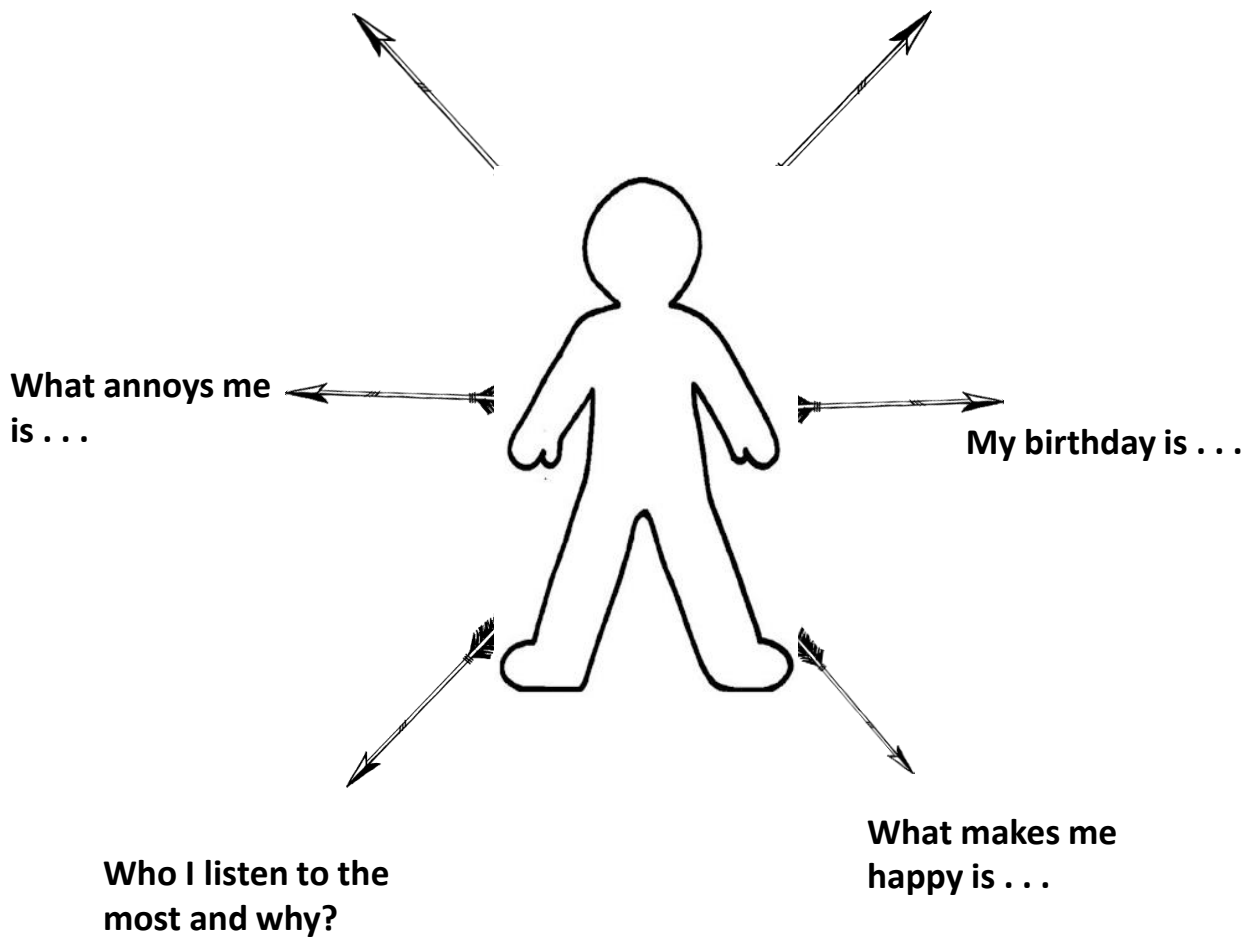 What annoys me
is . . .
My birthday is . . .
What makes me
happy is . . .
Who I listen to the
most and why?